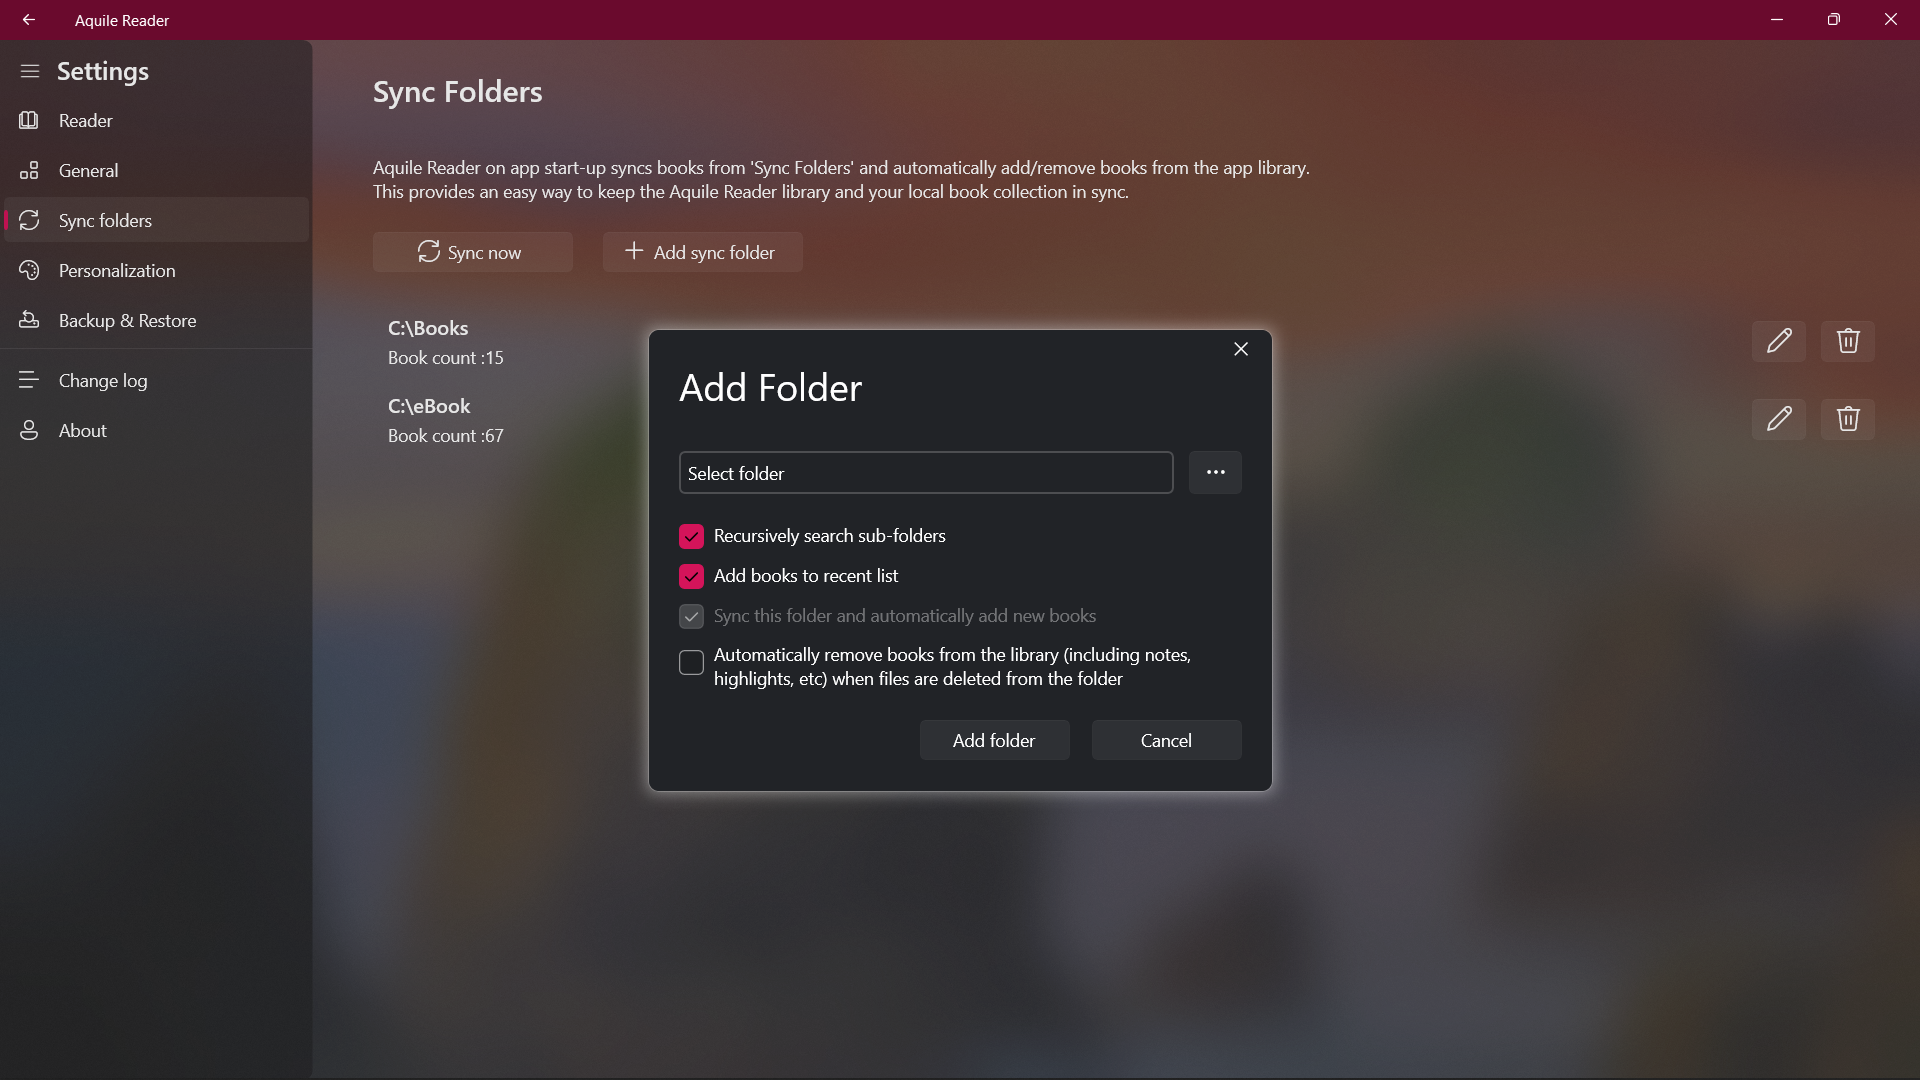 Aquile Reader
Settings
Reader
General
Sync folders
Personalization
Backup & Restore
Change log
About
Sync Folders
Aquile Reader on app start-up syncs books from 'Sync Folders' and automatically add/remove books from the app library.
This provides an easy way to keep the Aquile Reader library and your local book collection in sync.
Sync now
Add sync folder
C:\Books
Book count :15
C:\eBook
Book count :67
Add Folder
Select folder
Recursively search sub-folders
Add books to recent list
Sync this folder and automatically add new books
Automatically remove books from the library (including notes,
highlights, etc) when files are deleted from the folder
Add folder
Cancel